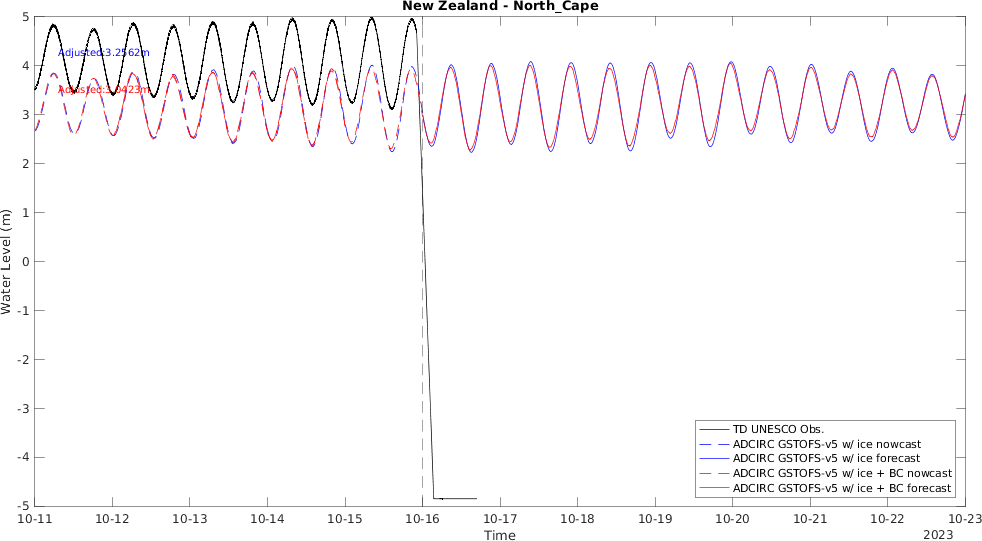 New Zealand - North_Cape
Water Level (m)
5
4
3
2
1
0
-1
-2
-3
-4
-5
Adjusted:3.2562m
Adjusted:3.0423m
TD UNESCO Obs.
ADCIRC GSTOFS-v5 w/ ice nowcast
ADCIRC GSTOFS-v5 w/ ice forecast
ADCIRC GSTOFS-v5 w/ ice + BC nowcast
ADCIRC GSTOFS-v5 w/ ice + BC forecast
10-11 10-12 10-13 10-14 10-15 10-16 10-17 10-18 10-19 10-20 10-21 10-22 10-23
Time
2023